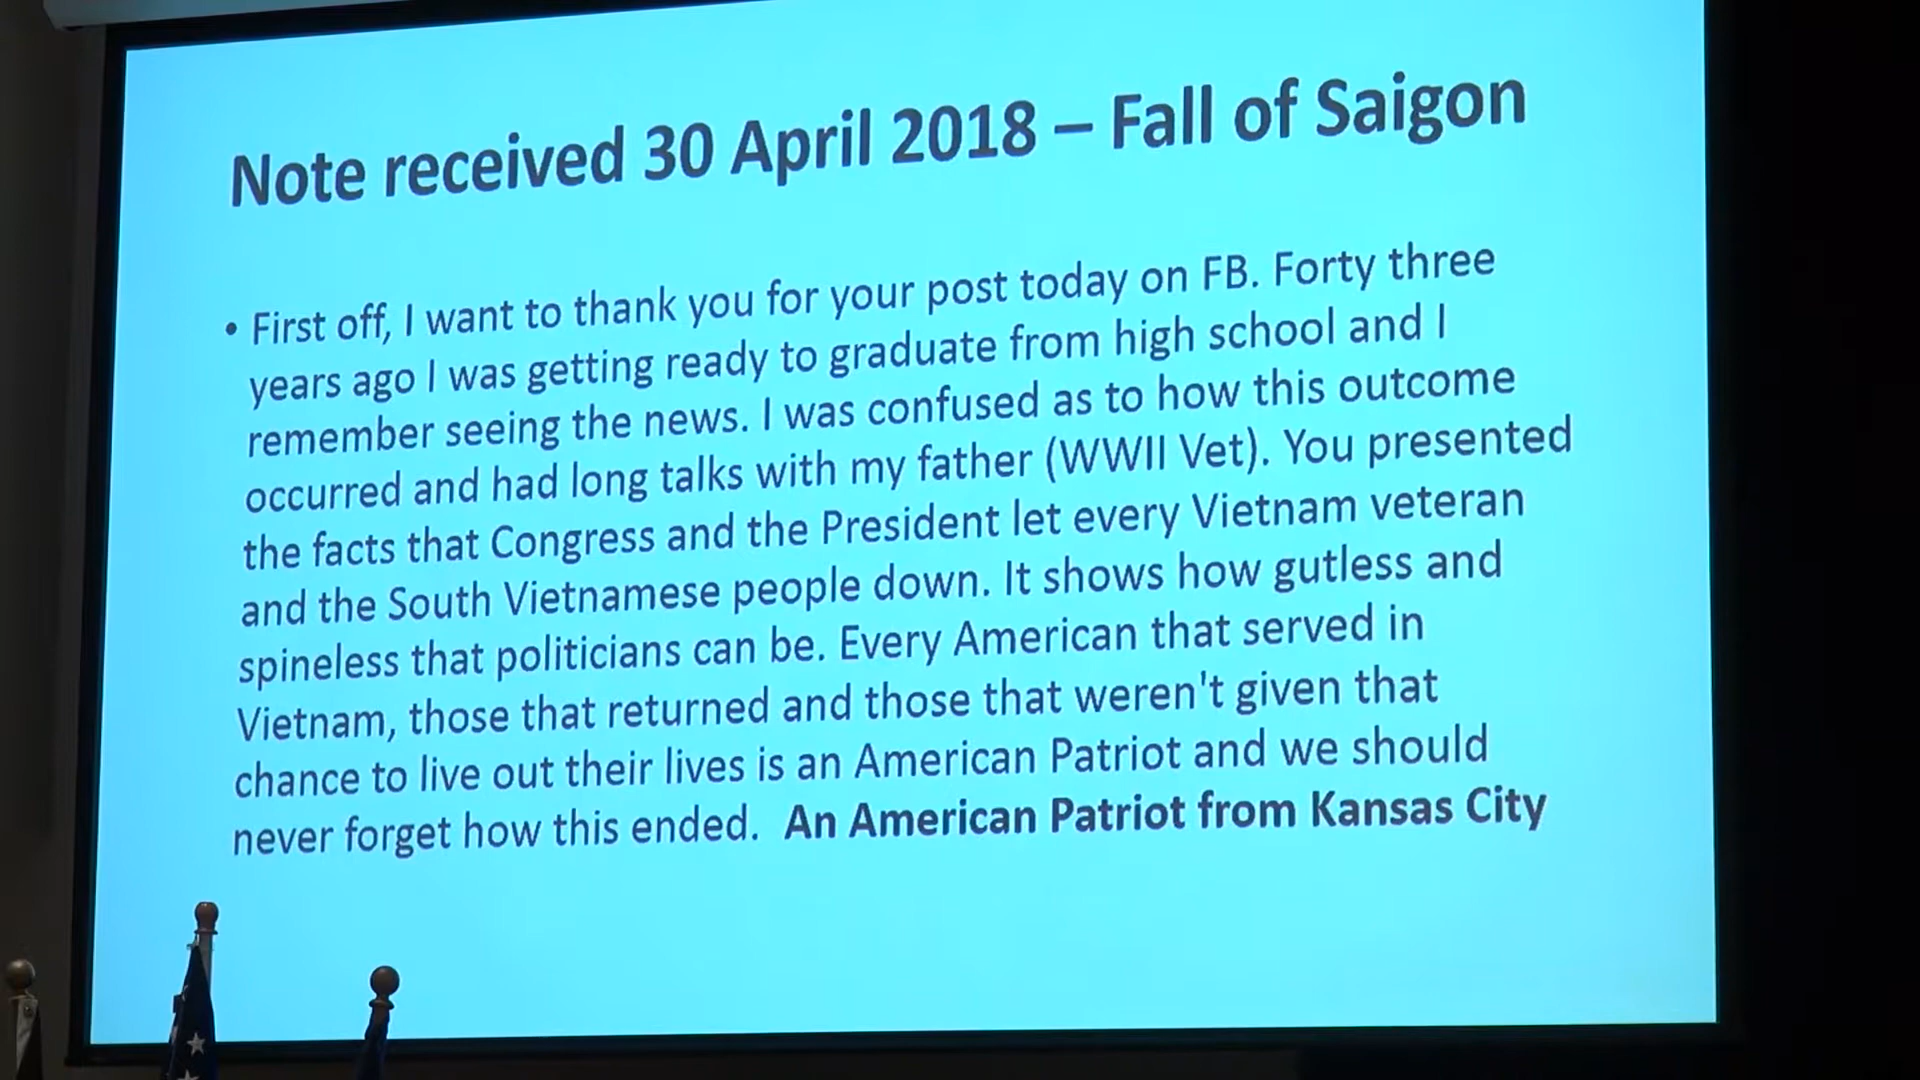 Note received 30 April 2018 – Fall of Saigon
• First off, I want to thank you for your post today on FB. Forty three
years ago I was getting ready to graduate from high school and I
remember seeing the news. I was confused as to how this outcome
occurred and had long talks with my father (WWII Vet). You presented
the facts that Congress and the President let every Vietnam veteran
and the South Vietnamese people down. It shows how gutless and
spineless that politicians can be. Every American that served in
Vietnam, those that returned and those that weren't given that
chance to live out their lives is an American Patriot and we should
never forget how this ended. An American Patriot from Kansas City